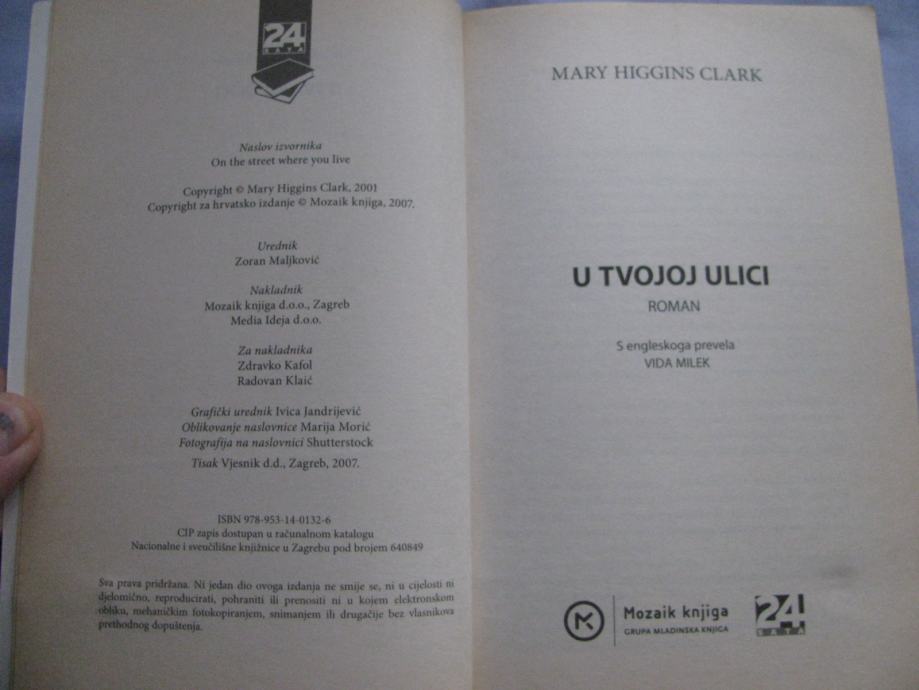 24
SATA
Naslov izvornika
On the street where you live
Copyright © Mary Higgins Clark, 2001
Copyright za hrvatsko izdanje © Mozaik knjiga, 2007.
Urednik
Zoran Maljković
Nakladnik
Mozaik knjiga d.o.o., Zagreb
Media Ideja d.o.o.
Za nakladnika
Zdravko Kafol
Radovan Klaić
Grafički urednik Ivica Jandrijević
Oblikovanje naslovnice Marija Morić
Fotografija na naslovnici Shutterstock
Tisak Vjesnik d.d., Zagreb, 2007.
ISBN 978-953-14-0132-6
CIP zapis dostupan u računalnom katalogu
Nacionalne i sveučilišne knjižnice u Zagrebu pod brojem 640849
Sva prava pridržana. Ni jedan dio ovoga izdanja ne smije se, ni u cijelosti ni
djelomično, reproducirati, pohraniti ili prenositi ni u kojem elektronskom
obliku, mehaničkim fotokopiranjem, snimanjem ili drugačije bez vlasnikova
prethodnog dopuštenja.
MARY HIGGINS CLARK
U TVOJOJ ULICI
ROMAN
S engleskoga prevela
VIDA MILEK
Mozaik knjiga
GRUPA MLADINSKA KNJIGA
24
SATA